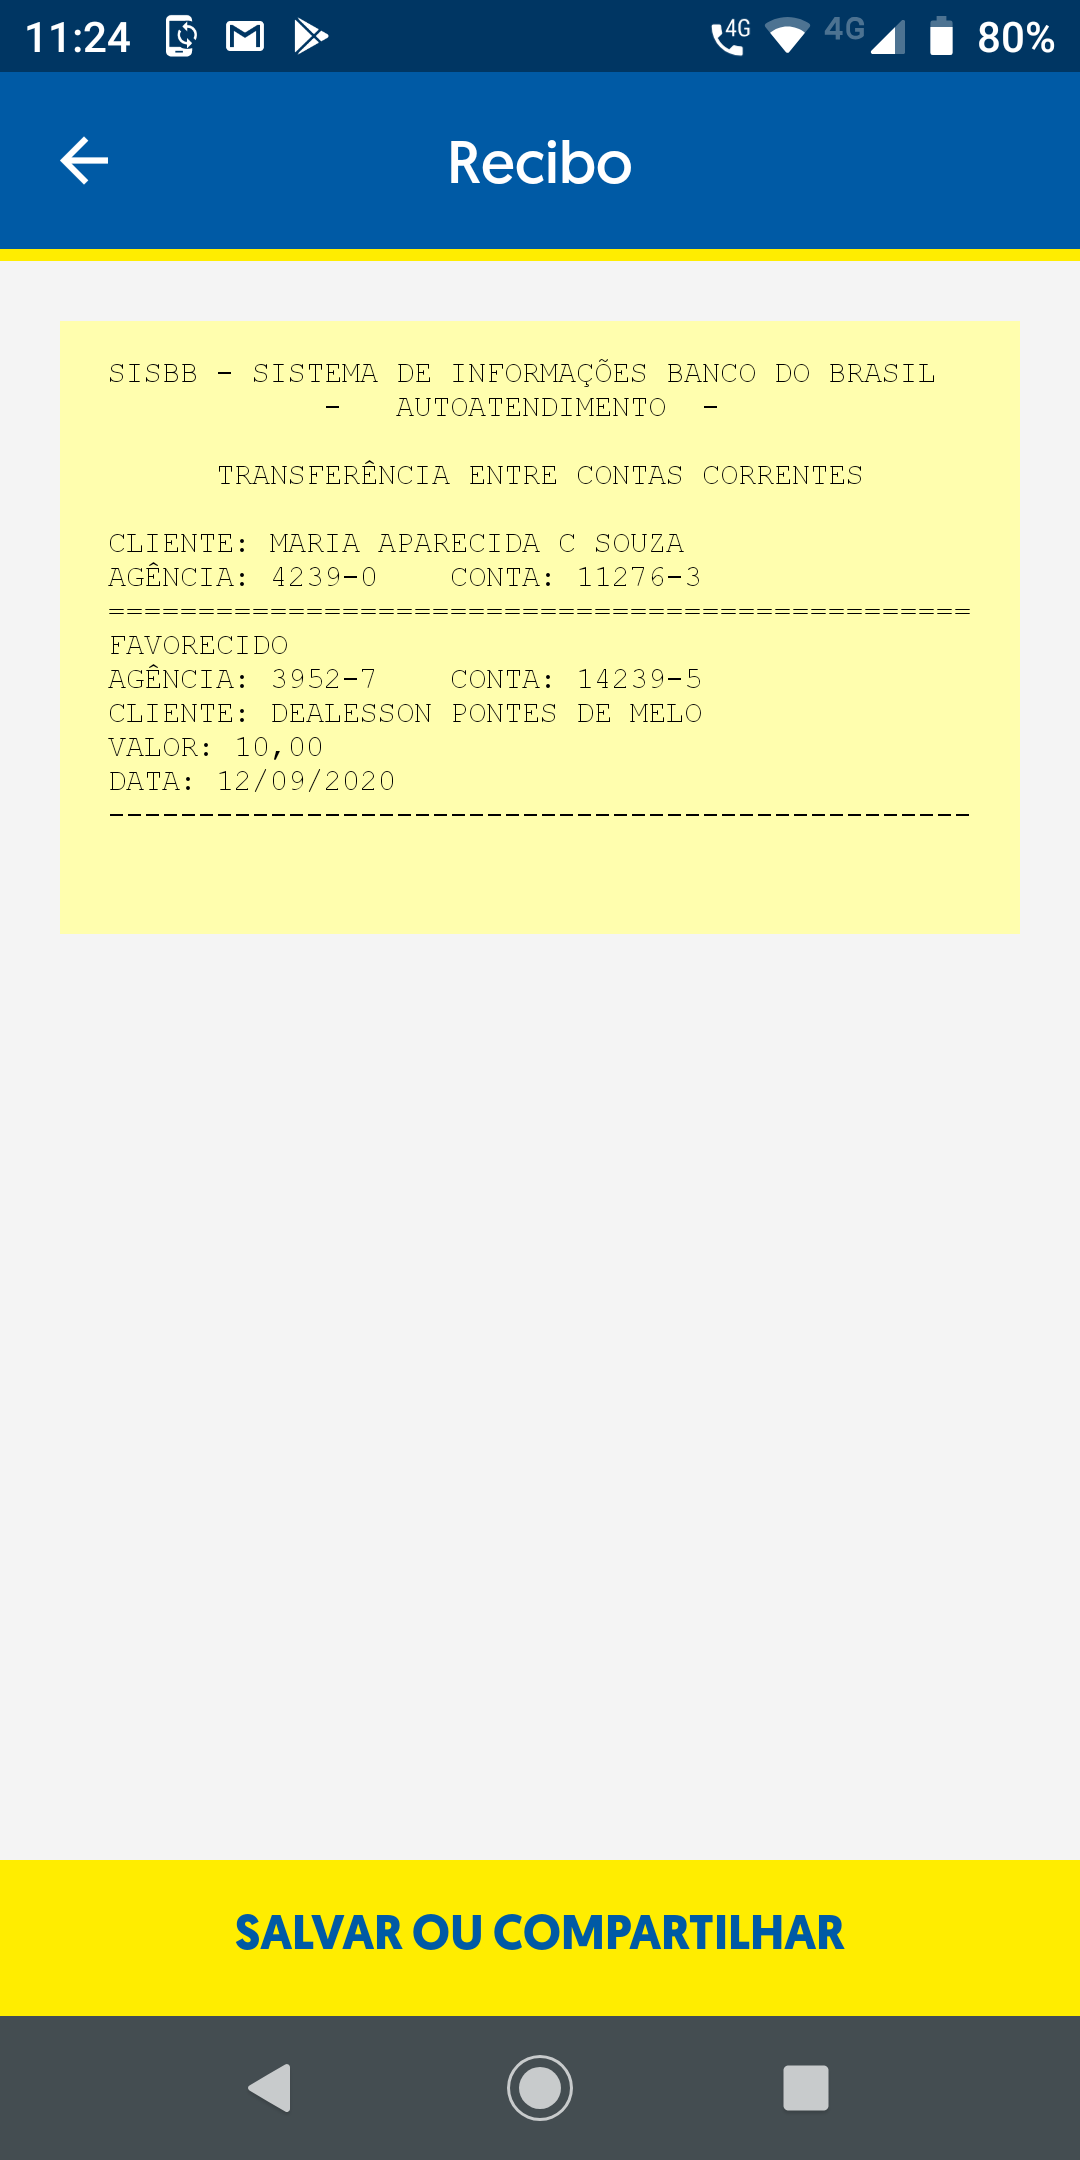 11:24 4G 4G 80%
Recibo
SISBB - SISTEMA DE INFORMAÇÕES BANCO DO BRASIL
- AUTOATENDIMENTO -
TRANSFERÊNCIA ENTRE CONTAS CORRENTES
CLIENTE: MARIA APARECIDA C SOUZA
AGÊNCIA: 4239-0 CONTA: 11276-3
================================================
FAVORECIDO
AGÊNCIA: 3952-7 CONTA: 14239-5
CLIENTE: DEALESSON PONTES DE MELO
VALOR: 10,00
DATA: 12/09/2020
------------------------------------------------
SALVAR OU COMPARTILHAR